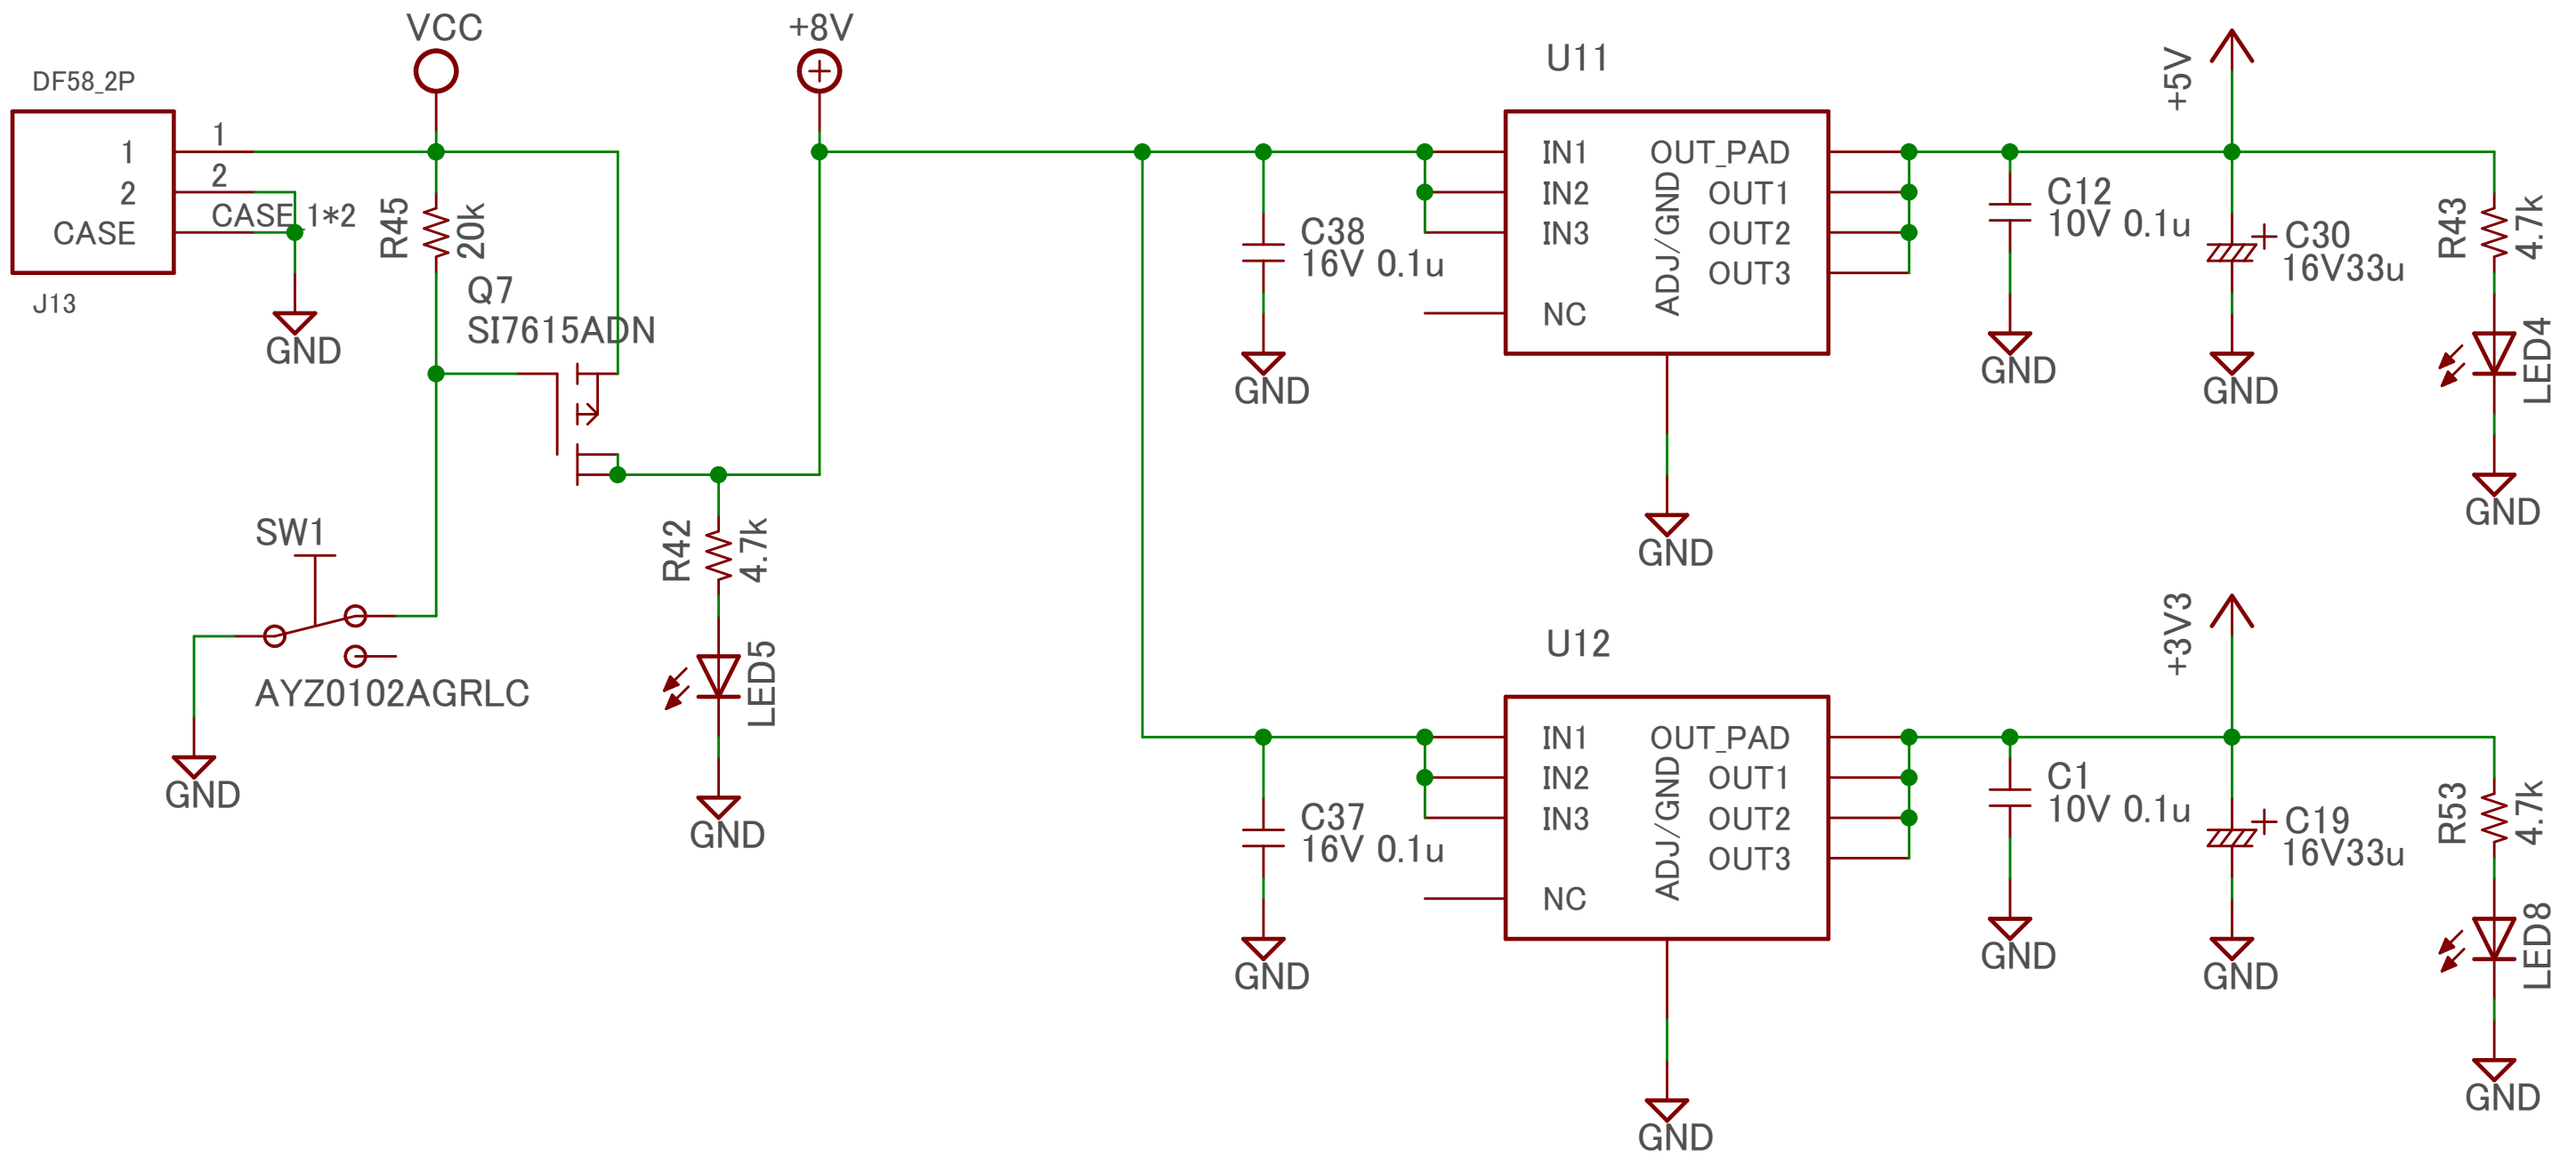 VCC
+8V
DF58_2P
1
2
CASE
1
2
CASE_1*2
J13
GND
R45
20k
Q7
SI7615ADN
SW1
AYZ0102AGRLC
GND
R42
4.7k
LED5
GND
U11
IN1
IN2
IN3
NC
ADJ/GND
OUT_PAD
OUT1
OUT2
OUT3
C38
16V 0.1u
GND
GND
+5V
C12
10V 0.1u
GND
C30
16V33u
GND
R43
4.7k
LED4
GND
U12
IN1
IN2
IN3
NC
ADJ/GND
OUT_PAD
OUT1
OUT2
OUT3
C37
16V 0.1u
GND
GND
+3V3
C1
10V 0.1u
GND
C19
16V33u
GND
R53
4.7k
LED8
GND